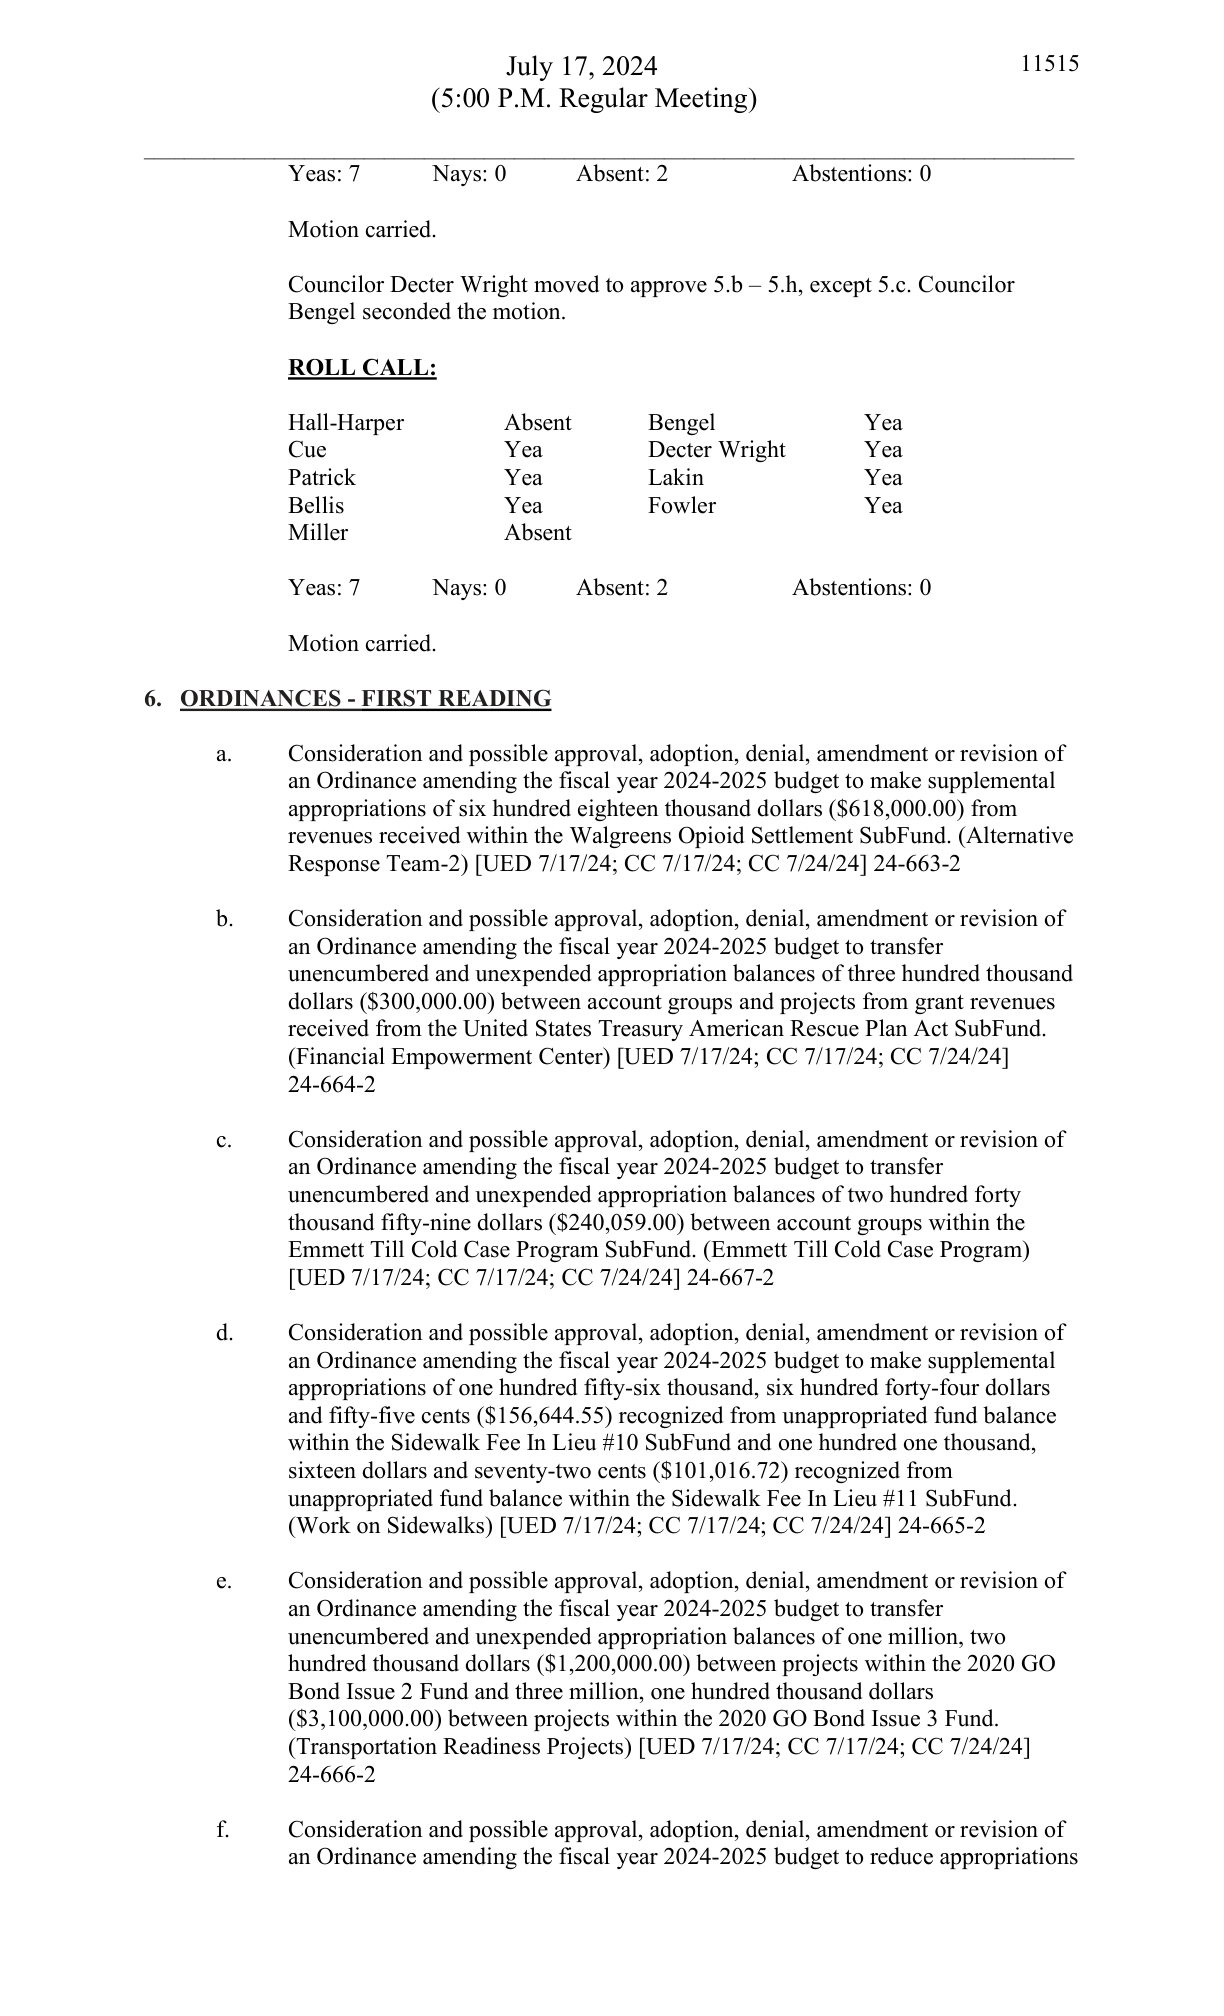 July 17, 2024
11515
(5:00 P.M. Regular Meeting)
Yeas: 7 Nays: 0 Absent: 2 Abstentions: 0
Motion carried.
Councilor Decter Wright moved to approve 5.b – 5.h, except 5.c. Councilor
Bengel seconded the motion.
ROLL CALL:
Hall-Harper Absent Bengel Yea
Cue Yea Decter Wright Yea
Patrick Yea Lakin Yea
Bellis Yea Fowler Yea
Miller Absent
Yeas: 7 Nays: 0 Absent: 2 Abstentions: 0
Motion carried.
6. ORDINANCES - FIRST READING
a. Consideration and possible approval, adoption, denial, amendment or revision of
an Ordinance amending the fiscal year 2024-2025 budget to make supplemental
appropriations of six hundred eighteen thousand dollars ($618,000.00) from
revenues received within the Walgreens Opioid Settlement SubFund. (Alternative
Response Team-2) [UED 7/17/24; CC 7/17/24; CC 7/24/24] 24-663-2
b. Consideration and possible approval, adoption, denial, amendment or revision of
an Ordinance amending the fiscal year 2024-2025 budget to transfer
unencumbered and unexpended appropriation balances of three hundred thousand
dollars ($300,000.00) between account groups and projects from grant revenues
received from the United States Treasury American Rescue Plan Act SubFund.
(Financial Empowerment Center) [UED 7/17/24; CC 7/17/24; CC 7/24/24]
24-664-2
c. Consideration and possible approval, adoption, denial, amendment or revision of
an Ordinance amending the fiscal year 2024-2025 budget to transfer
unencumbered and unexpended appropriation balances of two hundred forty
thousand fifty-nine dollars ($240,059.00) between account groups within the
Emmett Till Cold Case Program SubFund. (Emmett Till Cold Case Program)
[UED 7/17/24; CC 7/17/24; CC 7/24/24] 24-667-2
d. Consideration and possible approval, adoption, denial, amendment or revision of
an Ordinance amending the fiscal year 2024-2025 budget to make supplemental
appropriations of one hundred fifty-six thousand, six hundred forty-four dollars
and fifty-five cents ($156,644.55) recognized from unappropriated fund balance
within the Sidewalk Fee In Lieu #10 SubFund and one hundred one thousand,
sixteen dollars and seventy-two cents ($101,016.72) recognized from
unappropriated fund balance within the Sidewalk Fee In Lieu #11 SubFund.
(Work on Sidewalks) [UED 7/17/24; CC 7/17/24; CC 7/24/24] 24-665-2
e. Consideration and possible approval, adoption, denial, amendment or revision of
an Ordinance amending the fiscal year 2024-2025 budget to transfer
unencumbered and unexpended appropriation balances of one million, two
hundred thousand dollars ($1,200,000.00) between projects within the 2020 GO
Bond Issue 2 Fund and three million, one hundred thousand dollars
($3,100,000.00) between projects within the 2020 GO Bond Issue 3 Fund.
(Transportation Readiness Projects) [UED 7/17/24; CC 7/17/24; CC 7/24/24]
24-666-2
f. Consideration and possible approval, adoption, denial, amendment or revision of
an Ordinance amending the fiscal year 2024-2025 budget to reduce appropriations